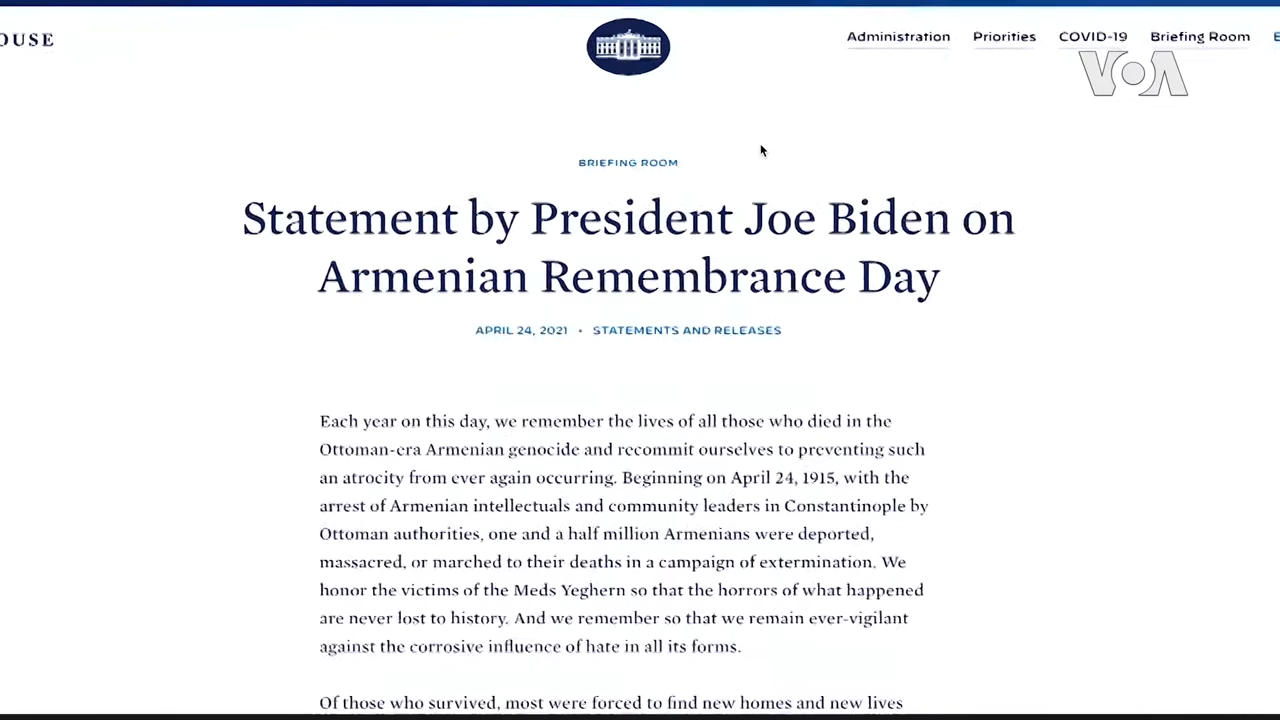 OUSE
Administration Priorities COVID-19 Briefing Room E
VOA
BRIEFING ROOM
Statement by President Joe Biden on
Armenian Remembrance Day
APRIL 24, 2021 • STATEMENTS AND RELEASES
Each year on this day, we remember the lives of all those who died in the
Ottoman-era Armenian genocide and recommit ourselves to preventing such
an atrocity from ever again occurring. Beginning on April 24, 1915, with the
arrest of Armenian intellectuals and community leaders in Constantinople by
Ottoman authorities, one and a half million Armenians were deported,
massacred, or marched to their deaths in a campaign of extermination. We
honor the victims of the Meds Yeghern so that the horrors of what happened
are never lost to history. And we remember so that we remain ever-vigilant
against the corrosive influence of hate in all its forms.
Of those who survived, most were forced to find new homes and new lives